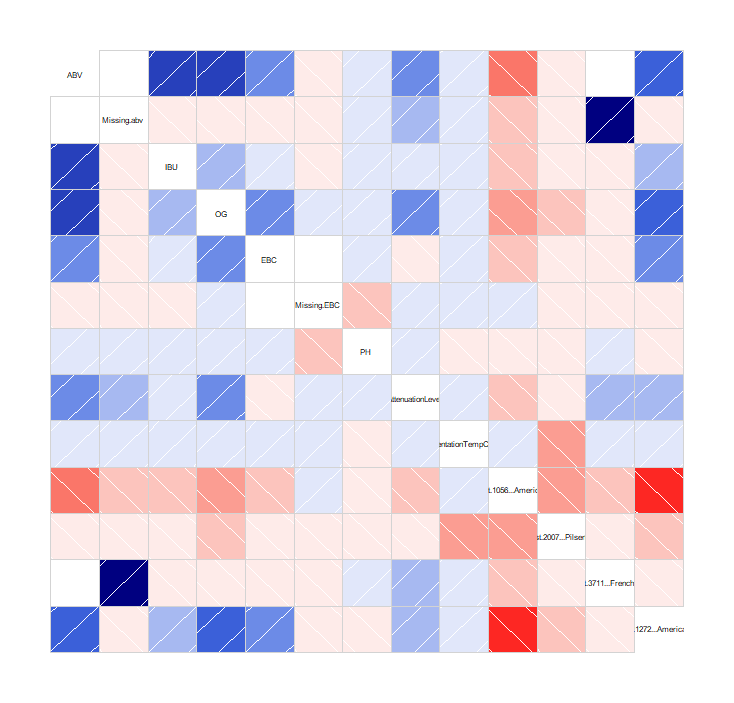 ABV
Missing.abv
IBU
OG
EBC
Missing.EBC
PH
AttenuationLeve
entationTempC
t.1056...Americ
st.2007...Pilser
t.3711...French
.1272...America